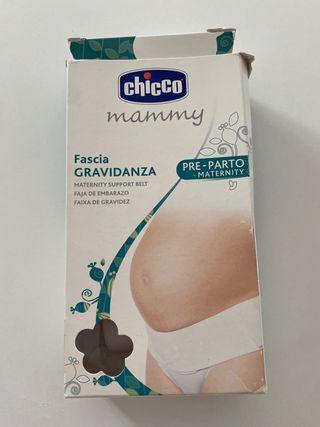 chicco
mammy
Fascia
GRAVIDANZA
MATERNITY SUPPORT BELT
FAJA DE EMBARAZO
FAIXA DE GRAVIDEZ
PRE-PARTO
- MATERNITY -